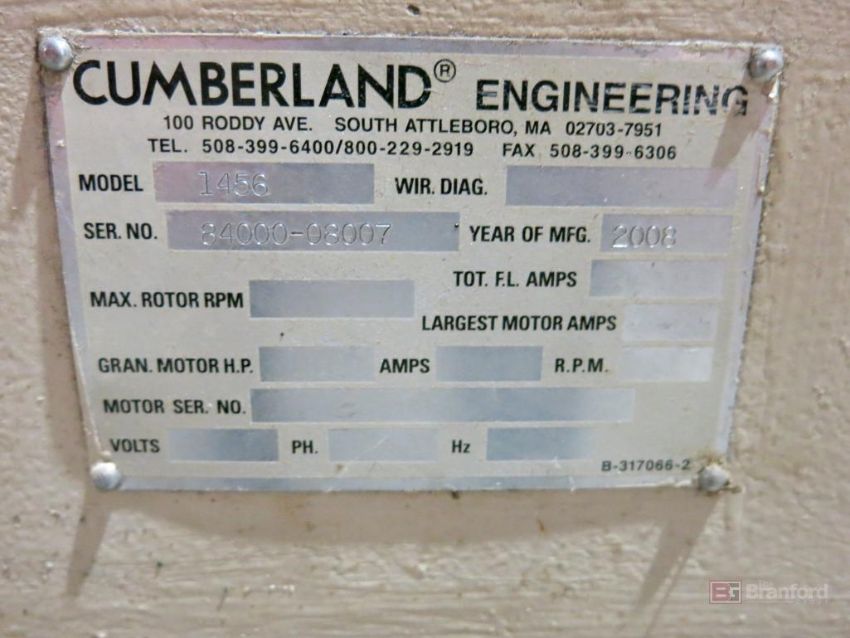 CUMBERLAND® ENGINEERING
100 RODDY AVE. SOUTH ATTLEBORO, MA 02703-7951
TEL. 508-399-6400/800-229-2919 FAX 508-399-6306
MODEL 1456 WIR. DIAG.
SER. NO. 84000-08007 YEAR OF MFG. 2008
TOT. F.L. AMPS
MAX. ROTOR RPM
LARGEST MOTOR AMPS
GRAN. MOTOR H.P. AMPS R.P.M.
MOTOR SER. NO.
VOLTS PH. Hz
B-317066-2
BG The Branford